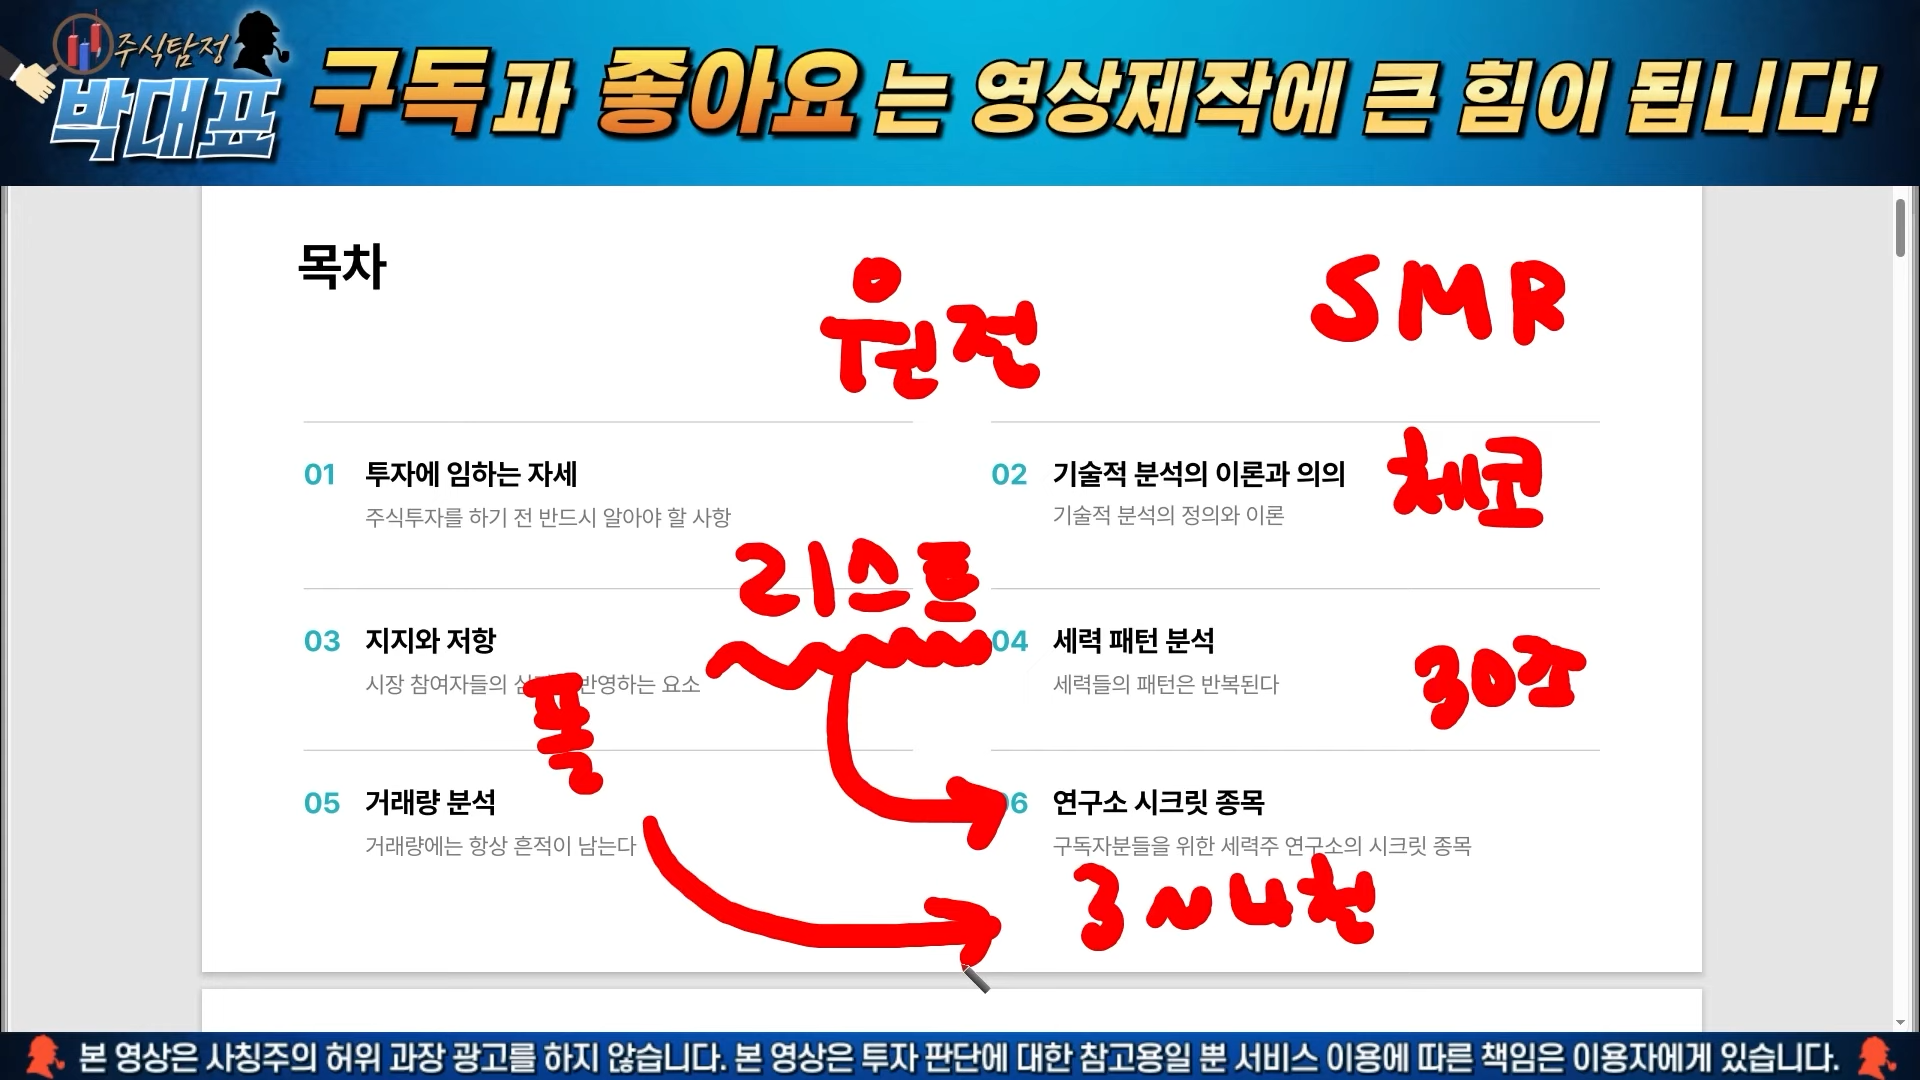 주식탐정
박대표
구독과 좋아요는 영상제작에 큰 힘이 됩니다!
목차
원전
SMR
01 투자에 임하는 자세
주식투자를 하기 전 반드시 알아야 할 사항
02 기술적 분석의 이론과 의의
기술적 분석의 정의와 이론
체코
리스트
03 지지와 저항
시장 참여자들의 반영하는 요소
04 세력 패턴 분석
세력들의 패턴은 반복된다
30조
폴
05 거래량 분석
거래량에는 항상 흔적이 남는다
06 연구소 시크릿 종목
구독자분들을 위한 세력주 연구소의 시크릿 종목
3~4천
본 영상은 사칭주의 허위 과장 광고를 하지 않습니다. 본 영상은 투자 판단에 대한 참고용일 뿐 서비스 이용에 따른 책임은 이용자에게 있습니다.